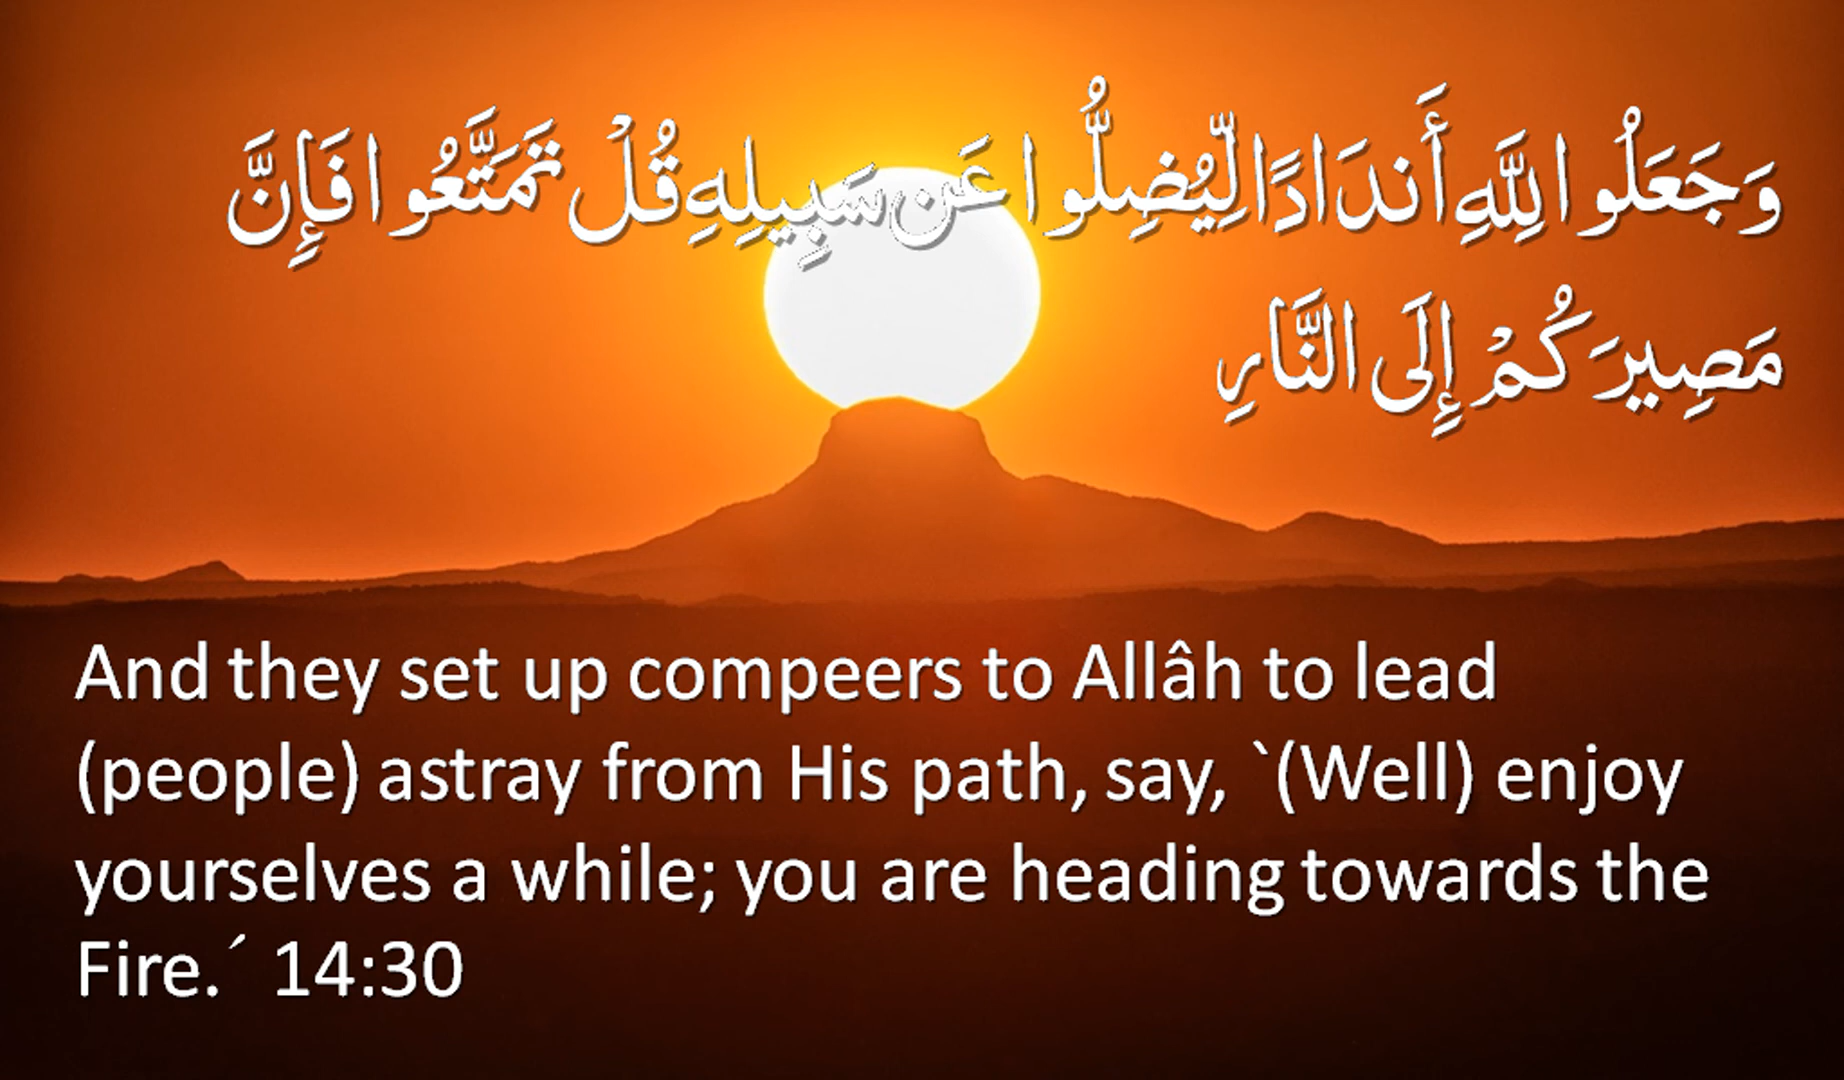 وَجَعَلُوا لِلَّهِ أَندَادًا لِّيُضِلُّوا عَن سَبِيلِهِ قُلْ تَمَتَّعُوا فَإِنَّ
مَصِيرَكُمْ إِلَى النَّارِ
And they set up compeers to Allâh to lead
(people) astray from His path, say, `(Well) enjoy
yourselves a while; you are heading towards the
Fire.´ 14:30